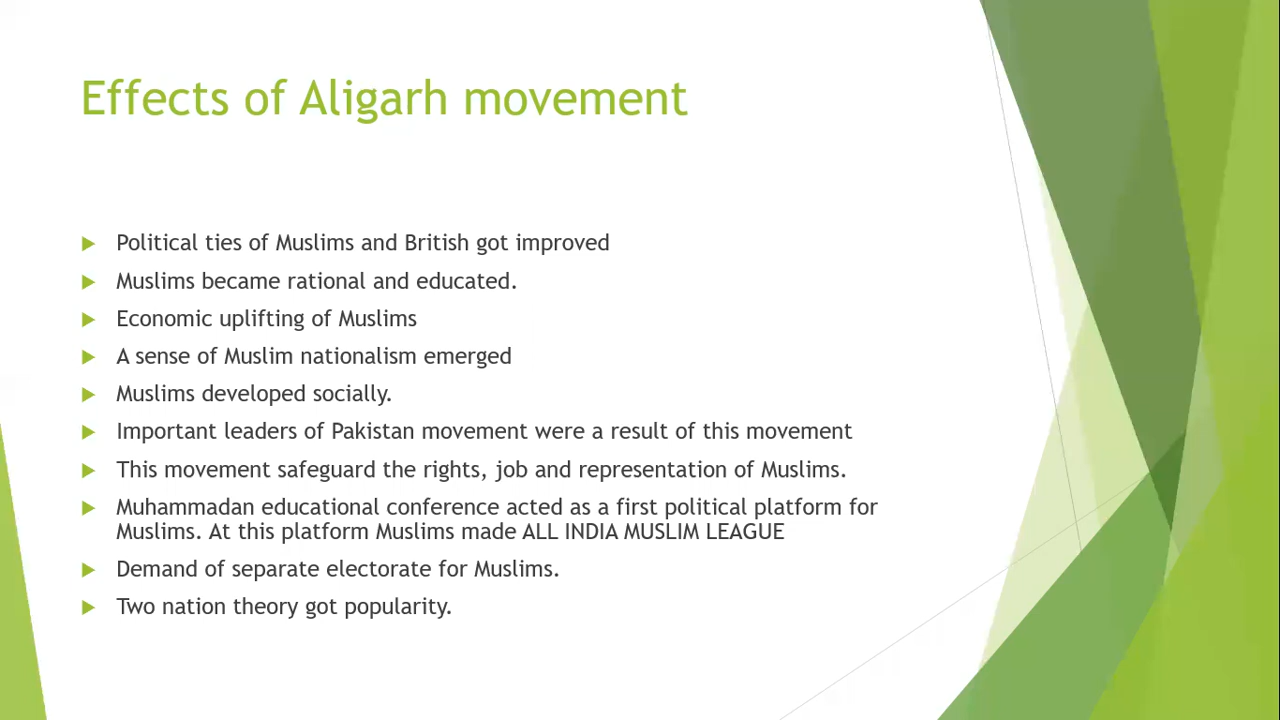 Effects of Aligarh movement
Political ties of Muslims and British got improved
Muslims became rational and educated.
Economic uplifting of Muslims
A sense of Muslim nationalism emerged
Muslims developed socially.
Important leaders of Pakistan movement were a result of this movement
This movement safeguard the rights, job and representation of Muslims.
Muhammadan educational conference acted as a first political platform for
Muslims. At this platform Muslims made ALL INDIA MUSLIM LEAGUE
Demand of separate electorate for Muslims.
Two nation theory got popularity.